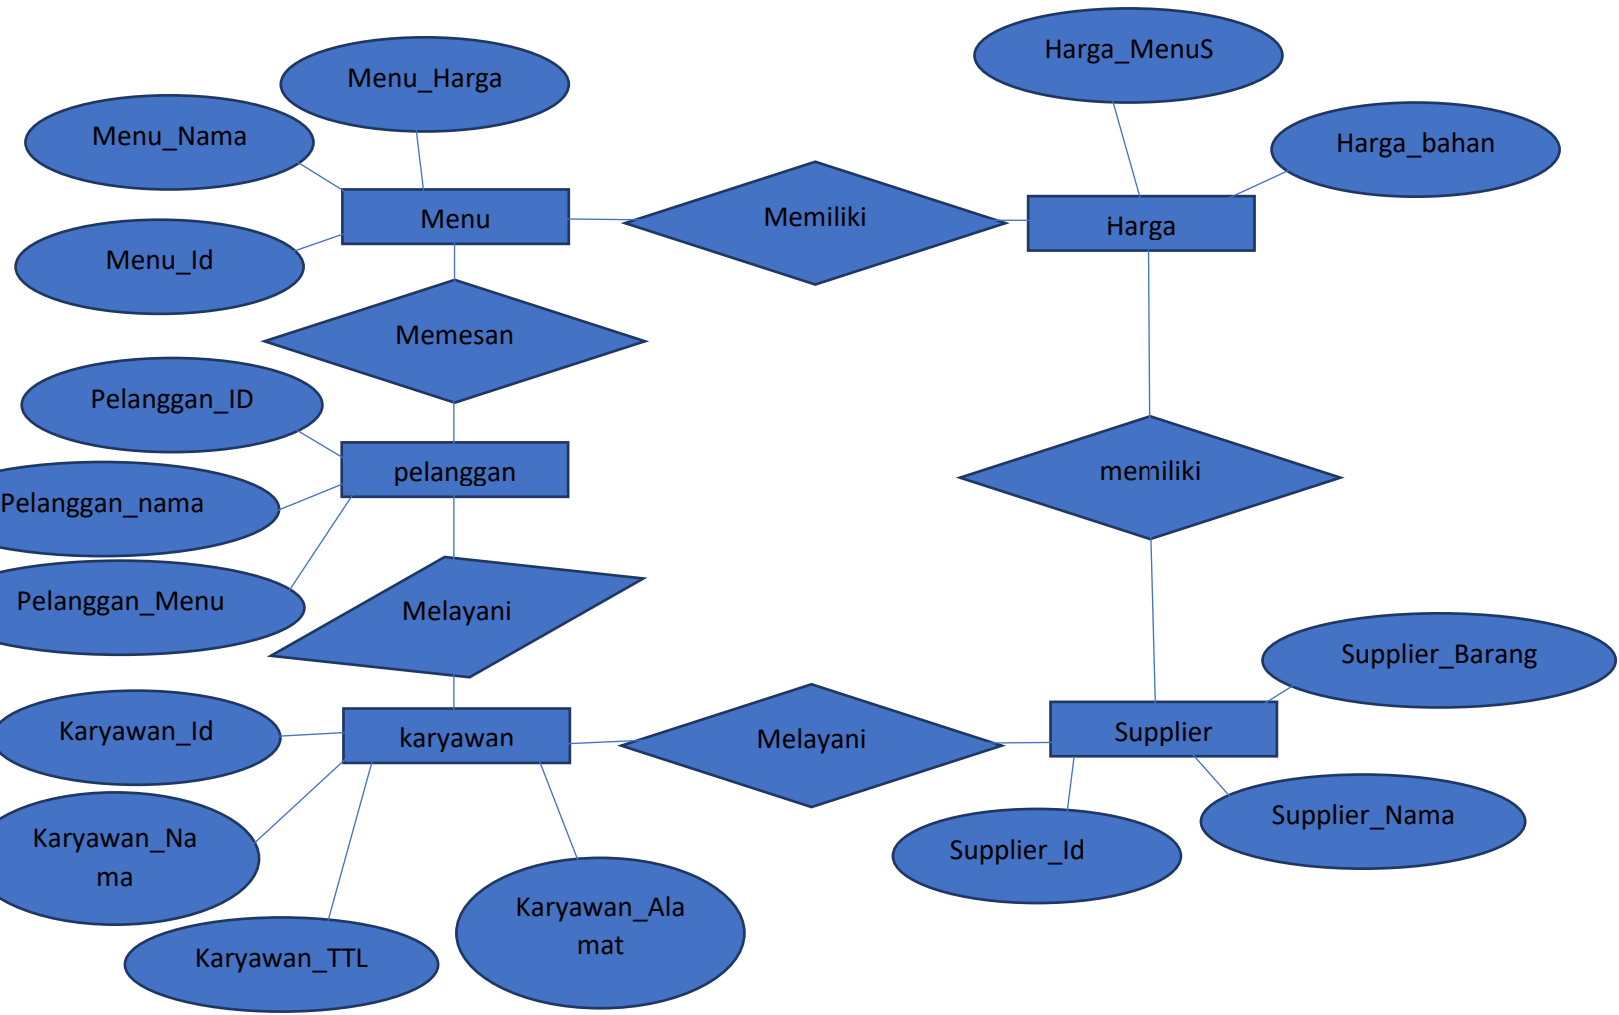 Harga_MenuS
Menu_Harga
Menu_Nama
Harga_bahan
Menu
Memiliki
Harga
Menu_Id
Memesan
Pelanggan_ID
pelanggan
memiliki
Pelanggan_nama
Pelanggan_Menu
Melayani
Supplier_Barang
Karyawan_Id
karyawan
Melayani
Supplier
Karyawan_Na
ma
Supplier_Id
Supplier_Nama
Karyawan_TTL
Karyawan_Ala
mat